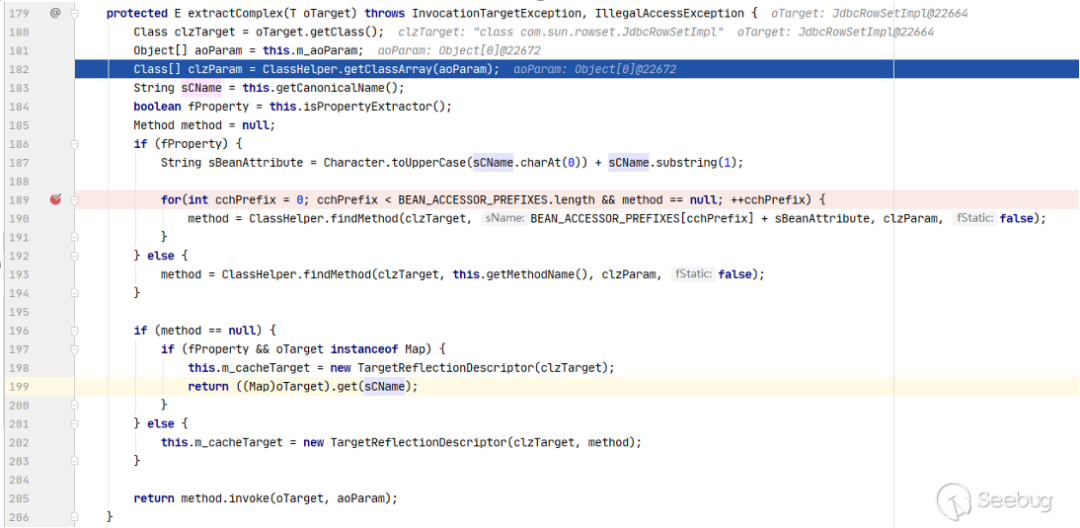 179 @ protected E extractComplex(T oTarget) throws InvocationTargetException, IllegalAccessException { oTarget: JdbcRowSetImpl@22664
180 Class clzTarget = oTarget.getClass(); clzTarget: "class com.sun.rowset.JdbcRowSetImpl" oTarget: JdbcRowSetImpl@22664
181 Object[] aoParam = this.m_aoParam; aoParam: Object[0]@22672
182 Class[] clzParam = ClassHelper.getClassArray(aoParam); aoParam: Object[0]@22672
183 String sCName = this.getCanonicalName();
184 boolean fProperty = this.isPropertyExtractor();
185 Method method = null;
186 if (fProperty) {
187 String sBeanAttribute = Character.toUpperCase(sCName.charAt(0)) + sCName.substring(1);
188
189 for(int cchPrefix = 0; cchPrefix < BEAN_ACCESSOR_PREFIXES.length && method == null; ++cchPrefix) {
190 method = ClassHelper.findMethod(clzTarget, sName: BEAN_ACCESSOR_PREFIXES[cchPrefix] + sBeanAttribute, clzParam, fStatic: false);
191 }
192 } else {
193 method = ClassHelper.findMethod(clzTarget, this.getMethodName(), clzParam, fStatic: false);
194 }
195
196 if (method == null) {
197 if (fProperty && oTarget instanceof Map) {
198 this.m_cacheTarget = new TargetReflectionDescriptor(clzTarget);
199 return ((Map)oTarget).get(sCName);
200 }
201 } else {
202 this.m_cacheTarget = new TargetReflectionDescriptor(clzTarget, method);
203 }
204
205 return method.invoke(oTarget, aoParam);
206 }
Seebug